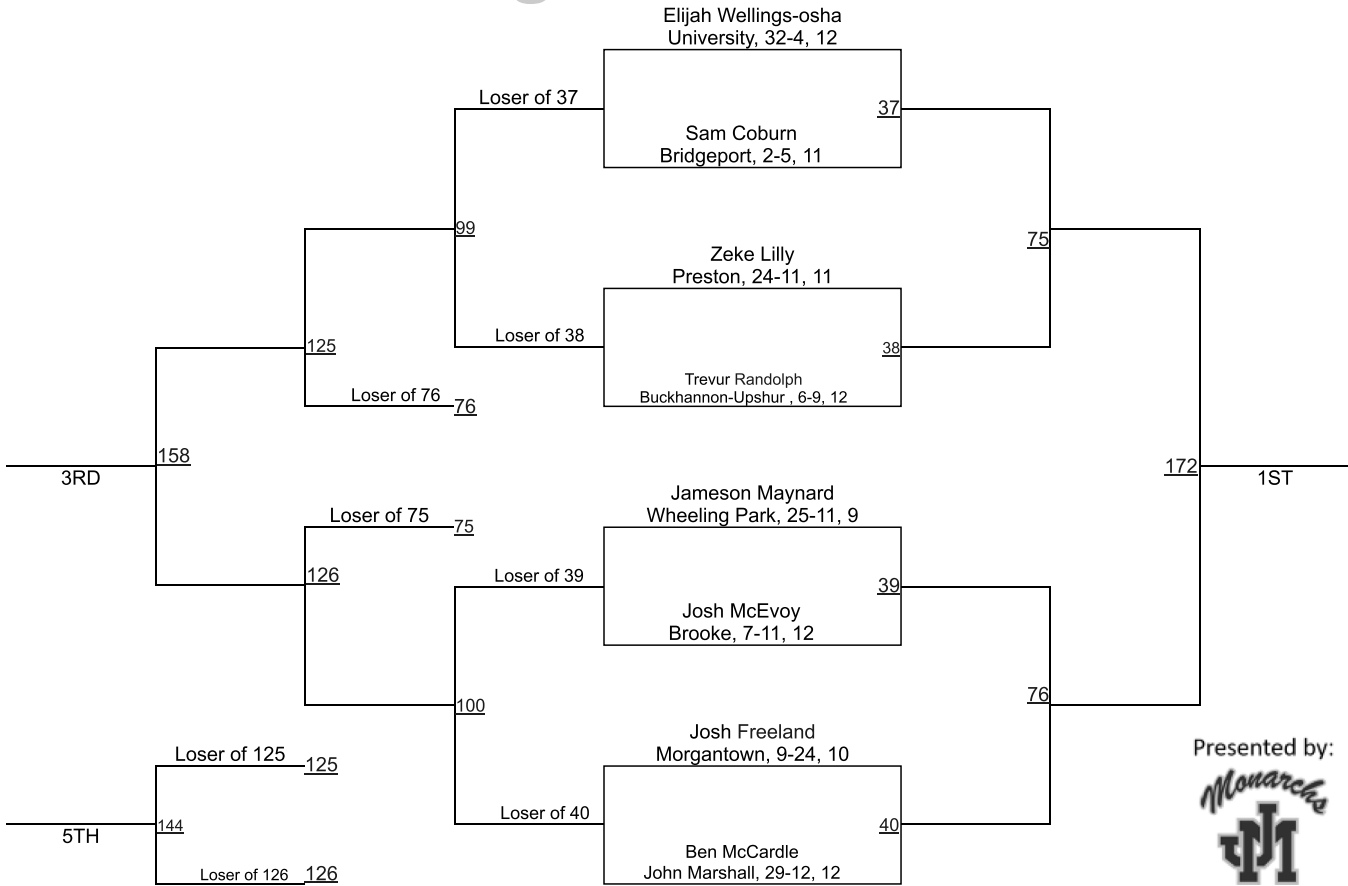 Elijah Wellings-osha
University, 32-4, 12
Loser of 37
37
Sam Coburn
Bridgeport, 2-5, 11
99
75
Zeke Lilly
Preston, 24-11, 11
Loser of 38
38
125
Trevur Randolph
Buckhannon-Upshur , 6-9, 12
Loser of 76
76
158
3RD
172
1ST
Jameson Maynard
Wheeling Park, 25-11, 9
Loser of 75
75
126
Loser of 39
39
Josh McEvoy
Brooke, 7-11, 12
76
100
Josh Freeland
Morgantown, 9-24, 10
Loser of 125
125
Presented by:
Monarchs
JM
Loser of 40
40
144
5TH
Ben McCardle
John Marshall, 29-12, 12
Loser of 126
126